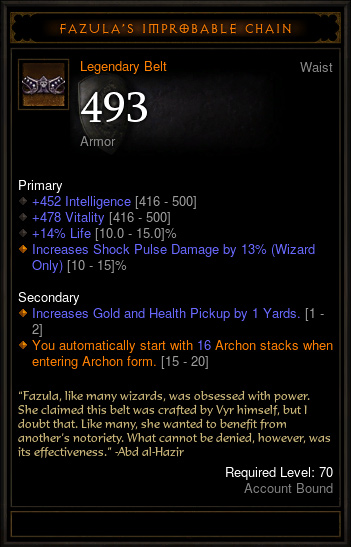 FAZULA'S IMPROBABLE CHAIN
Legendary Belt
Waist
493
Armor
Primary
+452 Intelligence [416 - 500]
+478 Vitality [416 - 500]
+14% Life [10.0 - 15.0]%
Increases Shock Pulse Damage by 13% (Wizard
Only) [10 - 15]%
Secondary
Increases Gold and Health Pickup by 1 Yards. [1 -
2]
You automatically start with 16 Archon stacks when
entering Archon form. [15 - 20]
"Fazula, like many wizards, was obsessed with power.
She claimed this belt was crafted by Vyr himself, but I
doubt that. Like many, she wanted to benefit from
another's notoriety. What cannot be denied, however, was
its effectiveness." -Abd al-Hazir
Required Level: 70
Account Bound